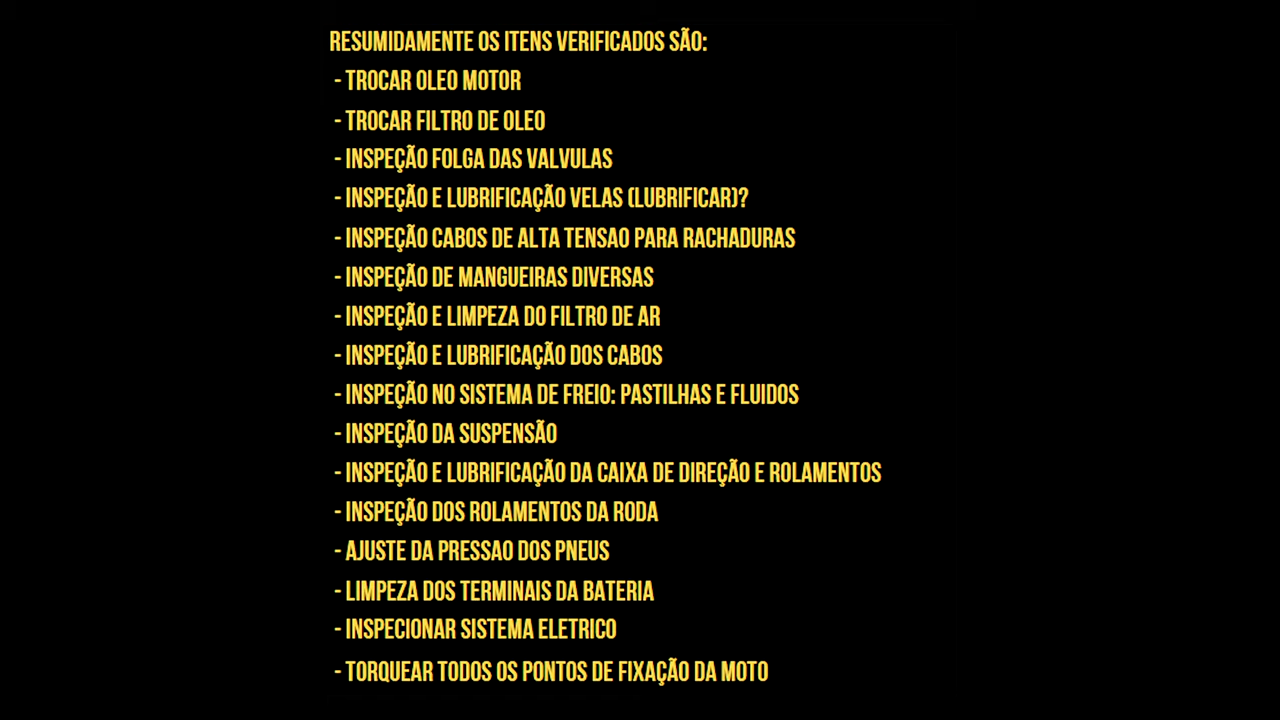 RESUMIDAMENTE OS ITENS VERIFICADOS SÃO:
- TROCAR OLEO MOTOR
- TROCAR FILTRO DE OLEO
- INSPEÇÃO FOLGA DAS VALVULAS
- INSPEÇÃO E LUBRIFICAÇÃO VELAS (LUBRIFICAR)?
- INSPEÇÃO CABOS DE ALTA TENSAO PARA RACHADURAS
- INSPEÇÃO DE MANGUEIRAS DIVERSAS
- INSPEÇÃO E LIMPEZA DO FILTRO DE AR
- INSPEÇÃO E LUBRIFICAÇÃO DOS CABOS
- INSPEÇÃO NO SISTEMA DE FREIO: PASTILHAS E FLUIDOS
- INSPEÇÃO DA SUSPENSÃO
- INSPEÇÃO E LUBRIFICAÇÃO DA CAIXA DE DIREÇÃO E ROLAMENTOS
- INSPEÇÃO DOS ROLAMENTOS DA RODA
- AJUSTE DA PRESSAO DOS PNEUS
- LIMPEZA DOS TERMINAIS DA BATERIA
- INSPECIONAR SISTEMA ELETRICO
- TORQUEAR TODOS OS PONTOS DE FIXAÇÃO DA MOTO